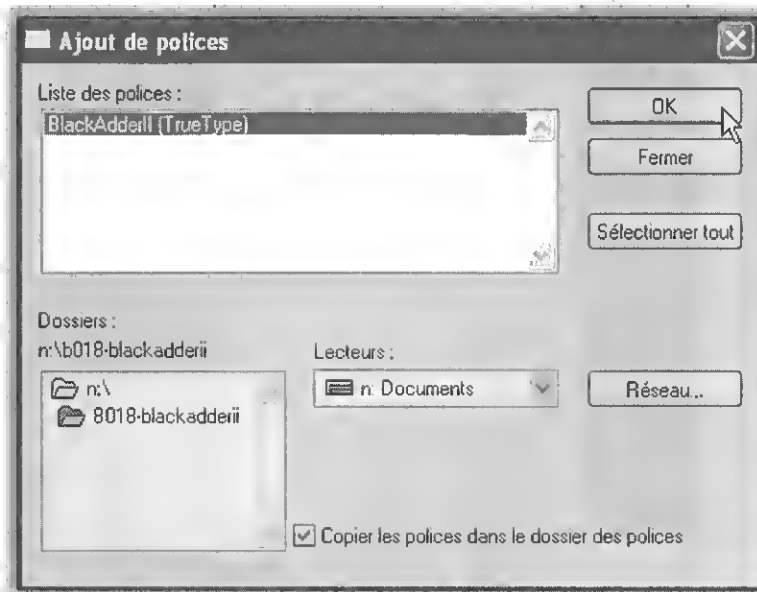 Ajout de polices
Liste des polices :
BlackAdderII (TrueType)
OK
Fermer
Sélectionner tout
Dossiers :
n:\b018-blackadderii
Lecteurs :
n:\
8018-blackadderii
n: Documents
Réseau...
Copier les polices dans le dossier des polices